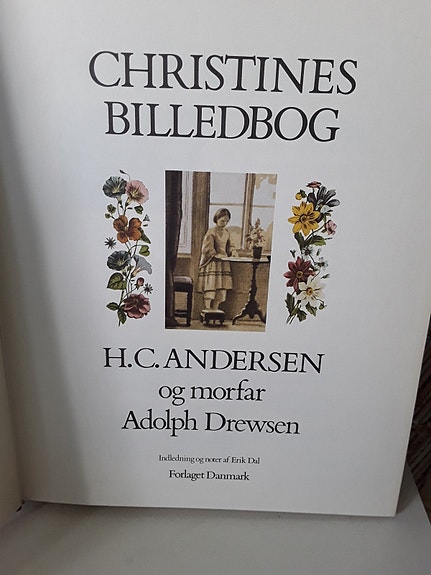 CHRISTINES
BILLEDBOG
H.C. ANDERSEN
og morfar
Adolph Drewsen
Indledning og noter af Erik Dal
Forlaget Danmark